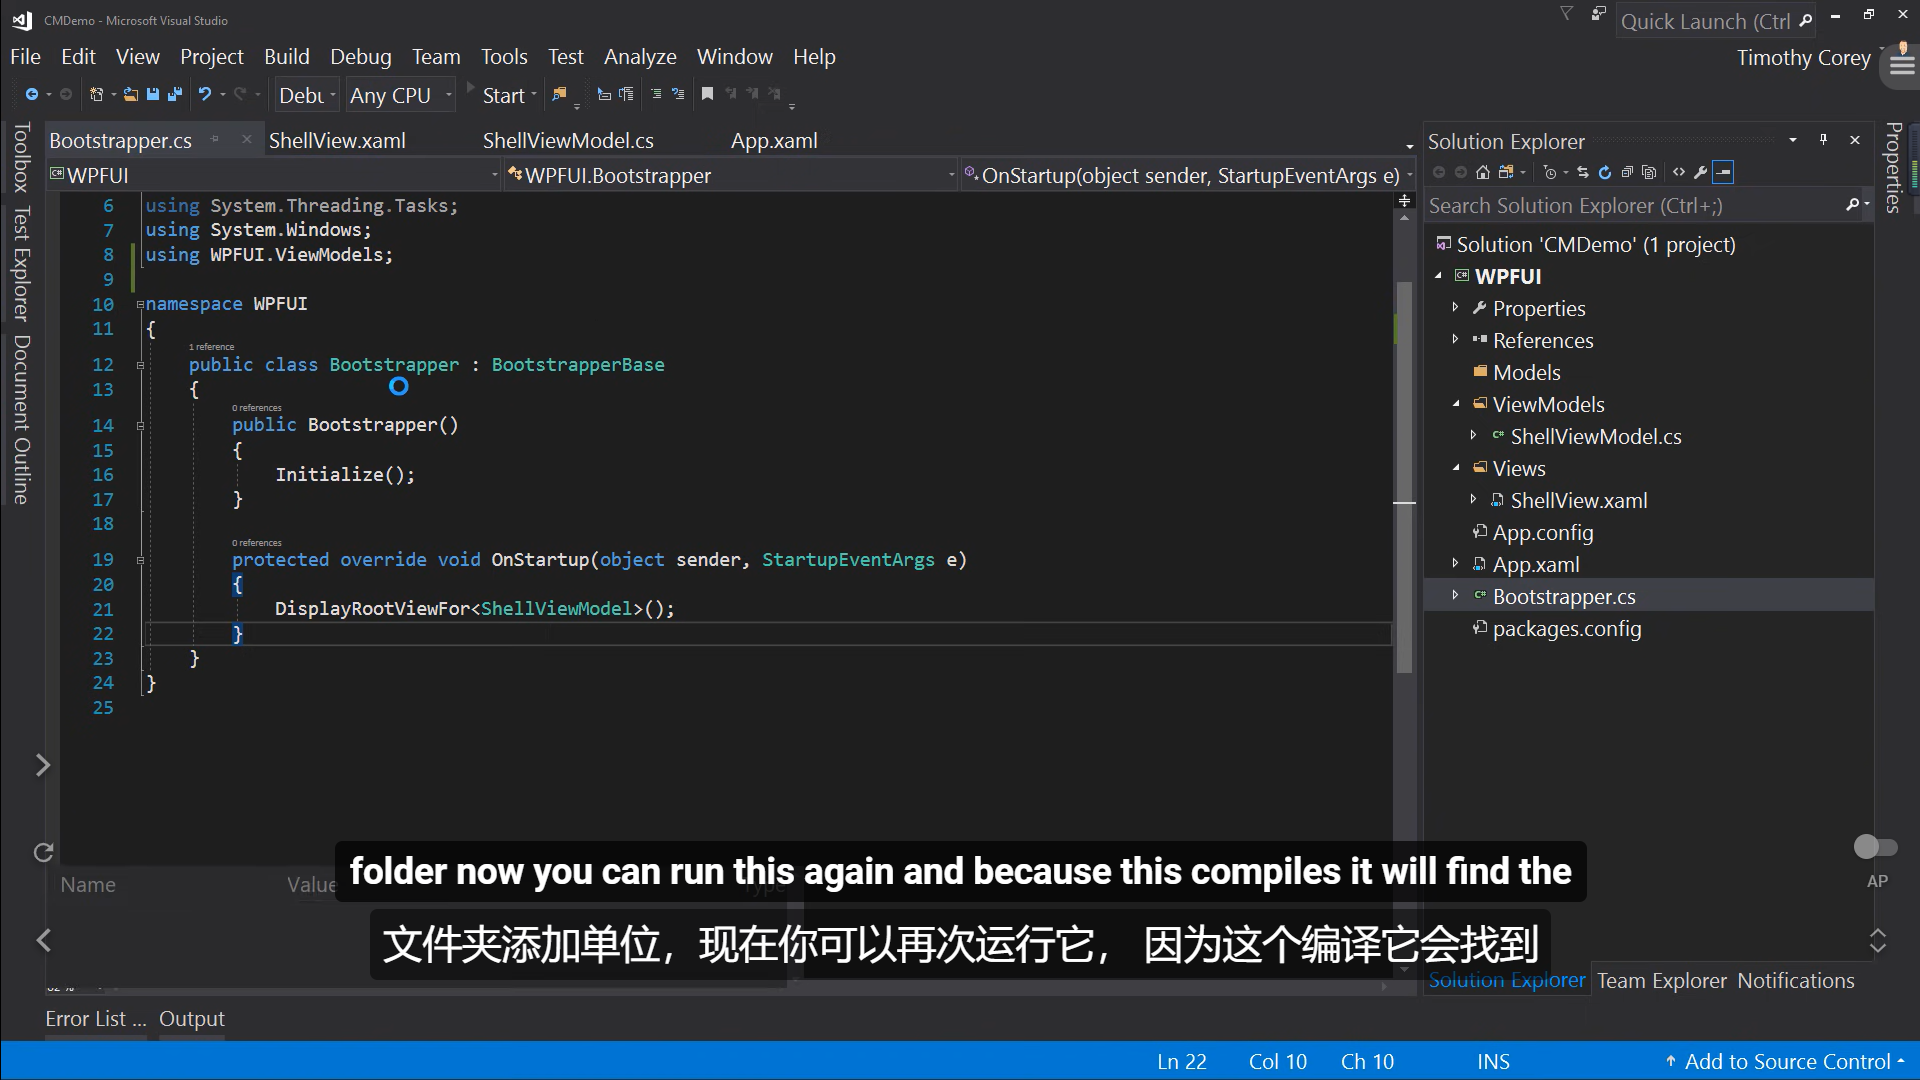 CMDemo - Microsoft Visual Studio
Quick Launch (Ctrl
File Edit View Project Build Debug Team Tools Test Analyze Window Help
Timothy Corey
Debu Any CPU Start
Toolbox
Test Explorer
Document Outline
Bootstrapper.cs ShellView.xaml ShellViewModel.cs App.xaml
WPFUI WPFUI.Bootstrapper OnStartup(object sender, StartupEventArgs e)
6 using System.Threading.Tasks;
7 using System.Windows;
8 using WPFUI.ViewModels;
9
10 namespace WPFUI
11 {
1 reference
12 public class Bootstrapper : BootstrapperBase
13 {
0 references
14 public Bootstrapper()
15 {
16 Initialize();
17 }
18
0 references
19 protected override void OnStartup(object sender, StartupEventArgs e)
20 {
21 DisplayRootViewFor<ShellViewModel>();
22 }
23 }
24 }
25
Solution Explorer
Properties
Search Solution Explorer (Ctrl+;)
Solution 'CMDemo' (1 project)
WPFUI
Properties
References
Models
ViewModels
ShellViewModel.cs
Views
ShellView.xaml
App.config
App.xaml
Bootstrapper.cs
packages.config
AP
Name Value Type
folder now you can run this again and because this compiles it will find the
文件夹添加单位，现在你可以再次运行它， 因为这个编译它会找到
Solution Explorer Team Explorer Notifications
Error List ... Output
Ln 22 Col 10 Ch 10 INS Add to Source Control